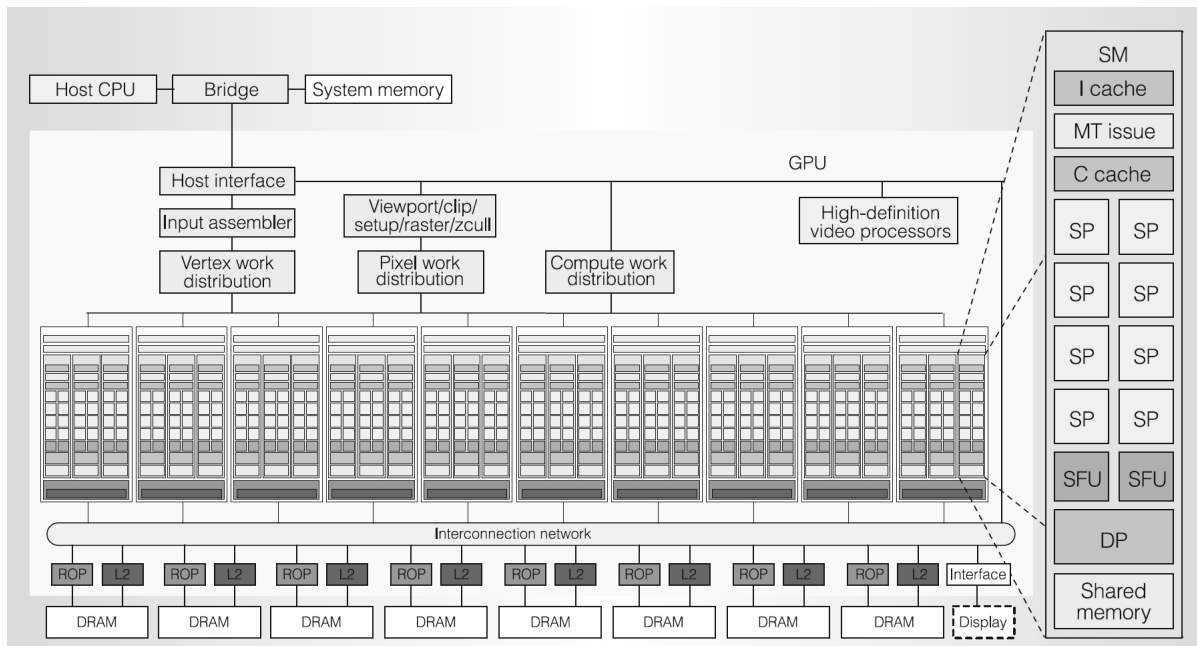 Host CPU
Bridge
System memory
GPU
Host interface
Input assembler
Vertex work
distribution
Viewport/clip/
setup/raster/zcull
Pixel work
distribution
Compute work
distribution
High-definition
video processors
Interconnection network
ROP L2 ROP L2 ROP L2 ROP L2 ROP L2 ROP L2 ROP L2 ROP L2 Interface
DRAM DRAM DRAM DRAM DRAM DRAM DRAM DRAM Display
SM
I cache
MT issue
C cache
SP SP
SP SP
SP SP
SP SP
SFU SFU
DP
Shared
memory